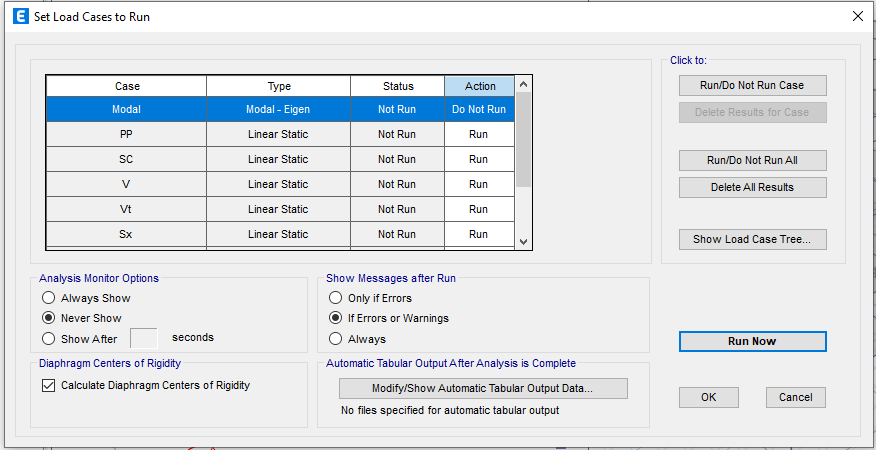 E Set Load Cases to Run
Click to:
Case Type Status Action
Modal Modal - Eigen Not Run Do Not Run
PP Linear Static Not Run Run
SC Linear Static Not Run Run
V Linear Static Not Run Run
Vt Linear Static Not Run Run
Sx Linear Static Not Run Run
Run/Do Not Run Case
Delete Results for Case
Run/Do Not Run All
Delete All Results
Show Load Case Tree...
Analysis Monitor Options
Always Show
Never Show
Show After seconds
Show Messages after Run
Only if Errors
If Errors or Warnings
Always
Run Now
Diaphragm Centers of Rigidity
Calculate Diaphragm Centers of Rigidity
Automatic Tabular Output After Analysis is Complete
Modify/Show Automatic Tabular Output Data...
No files specified for automatic tabular output
OK Cancel